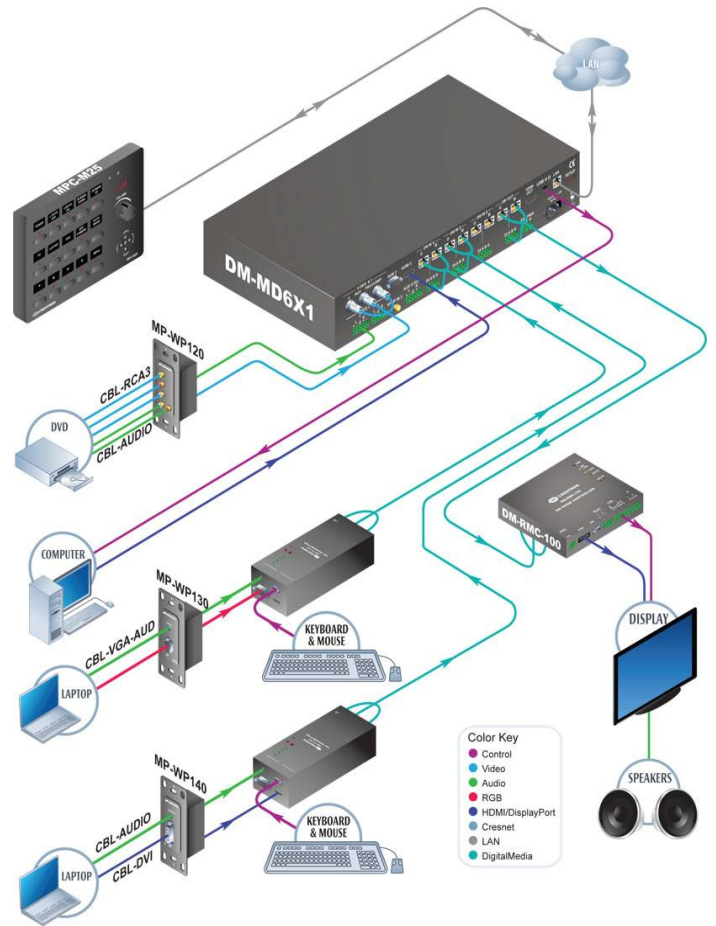 LAN
MPC-M25
DM-MD6X1
MP-WP120
CBL-RCA3
DVD
CBL-AUDIO
CRESTRON
DM-RMC-100
COMPUTER
MP-WP130
CBL-VGA-AUD
LAPTOP
KEYBOARD
& MOUSE
DISPLAY
MP-WP140
CBL-AUDIO
CBL-DVI
LAPTOP
KEYBOARD
& MOUSE
SPEAKERS
Color Key
Control
Video
Audio
RGB
HDMI/DisplayPort
Cresnet
LAN
DigitalMedia